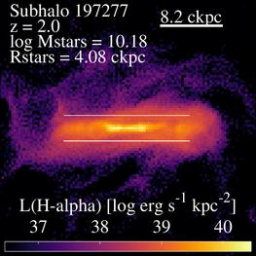 Subhalo 197277
8.2 ckpc
z = 2.0
log Mstars = 10.18
Rstars = 4.08 ckpc
L(H-alpha) [log erg s⁻¹ kpc⁻²]
37 38 39 40